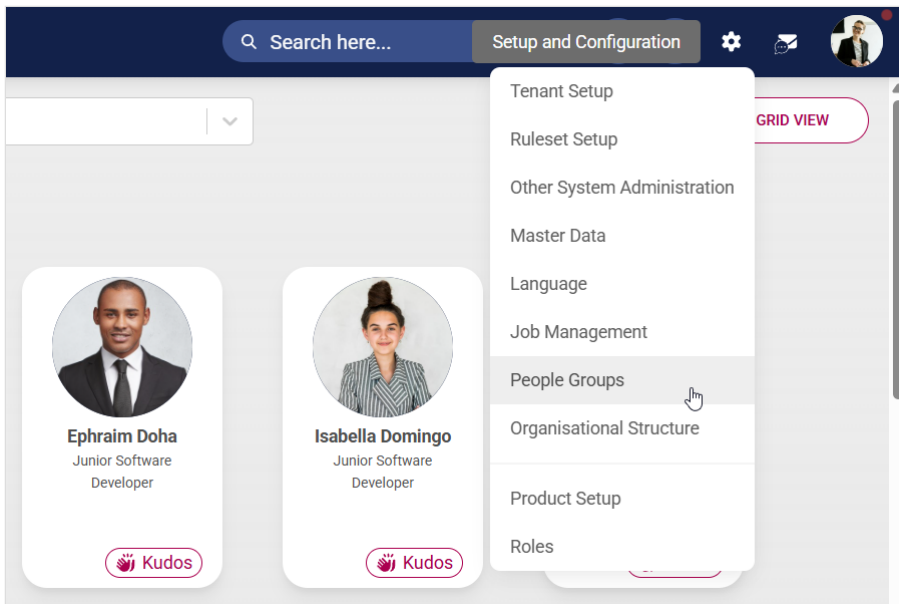 Search here...
Setup and Configuration
Tenant Setup
GRID VIEW
Ruleset Setup
Other System Administration
Master Data
Language
Job Management
People Groups
Organisational Structure
Product Setup
Roles
Ephraim Doha
Junior Software
Developer
Kudos
Isabella Domingo
Junior Software
Developer
Kudos